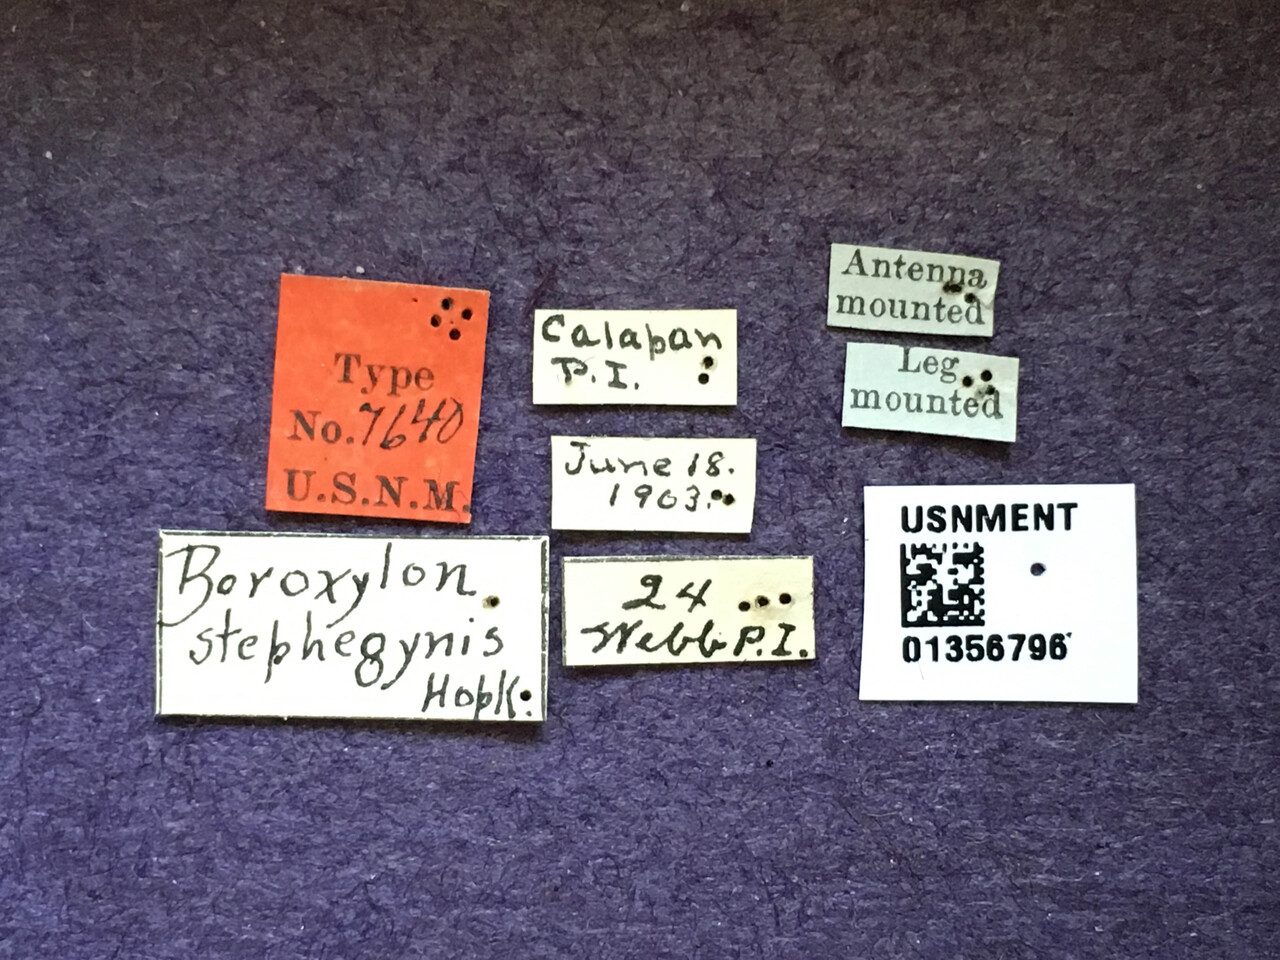 Type
No. 7640
U.S.N.M.
Boroxylon
stephegynis
Hopk.
Calapan
P.I.
June 18.
1903.
24
Webb P.I.
Antenna
mounted
Leg
mounted
USNMENT
01356796